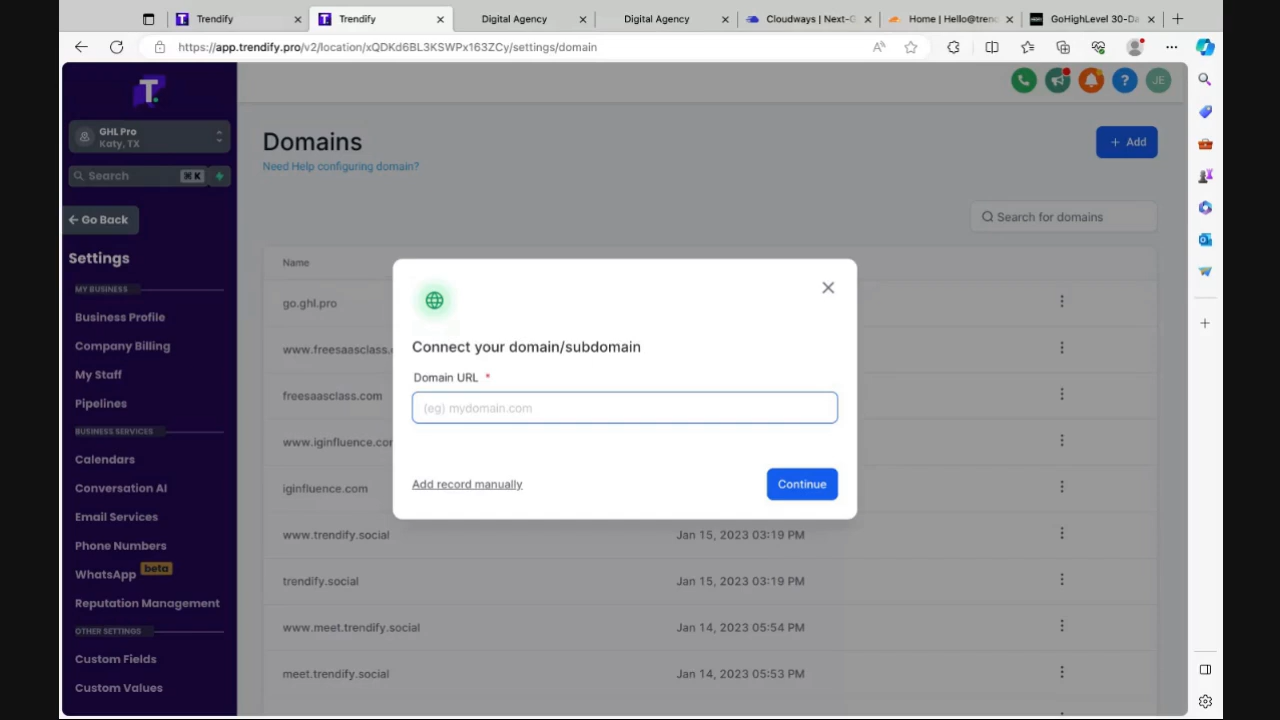 Trendify
Trendify
Digital Agency
Digital Agency
Cloudways | Next-G
Home | Hello@tren
GoHighLevel 30-Da
https://app.trendify.pro/v2/location/xQDKd6BL3KSWPx163ZCy/settings/domain
T.
GHL Pro
Katy, TX
Search ⌘ K
Go Back
Settings
MY BUSINESS
Business Profile
Company Billing
My Staff
Pipelines
BUSINESS SERVICES
Calendars
Conversation AI
Email Services
Phone Numbers
WhatsApp beta
Reputation Management
OTHER SETTINGS
Custom Fields
Custom Values
JE
Domains
+ Add
Need Help configuring domain?
Search for domains
Name
go.ghl.pro
www.freesaasclass.
freesaasclass.com
www.iginfluence.com
iginfluence.com
www.trendify.social Jan 15, 2023 03:19 PM
trendify.social Jan 15, 2023 03:19 PM
www.meet.trendify.social Jan 14, 2023 05:54 PM
meet.trendify.social Jan 14, 2023 05:53 PM
Connect your domain/subdomain
Domain URL *
(eg) mydomain.com
Add record manually
Continue